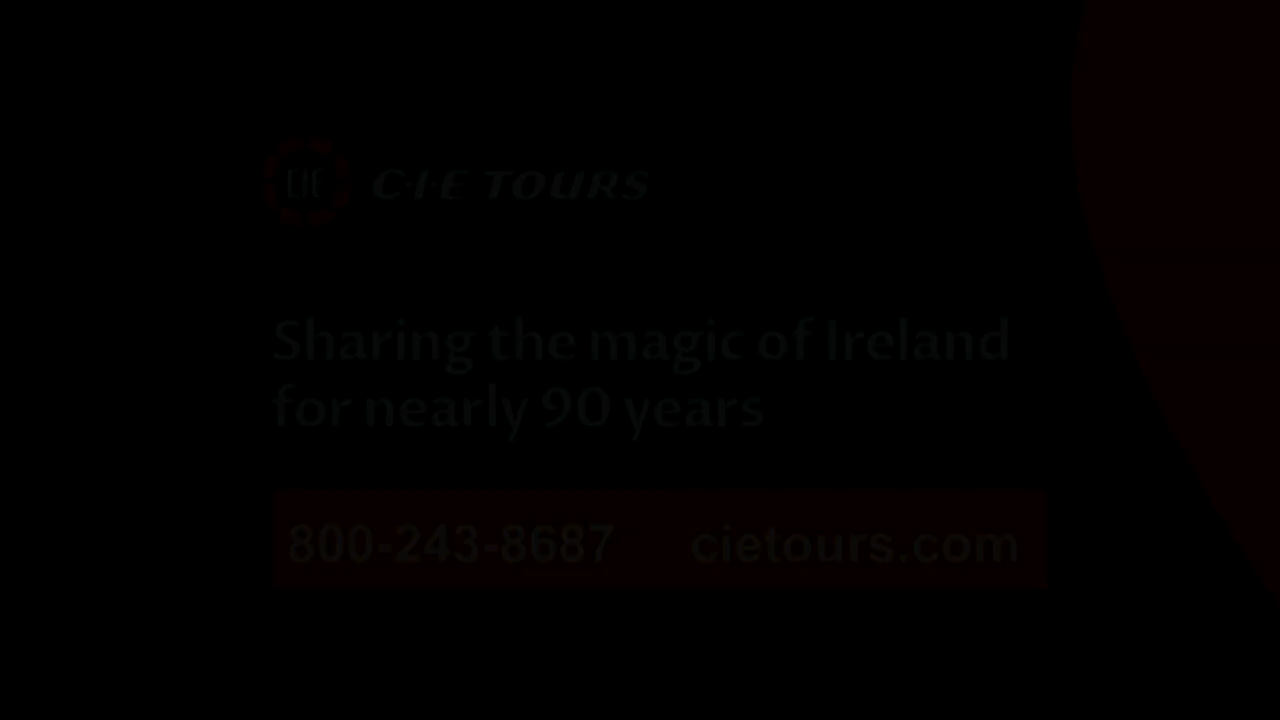 CIE C·I·E TOURS
Sharing the magic of Ireland
for nearly 90 years
800-243-8687 cietours.com